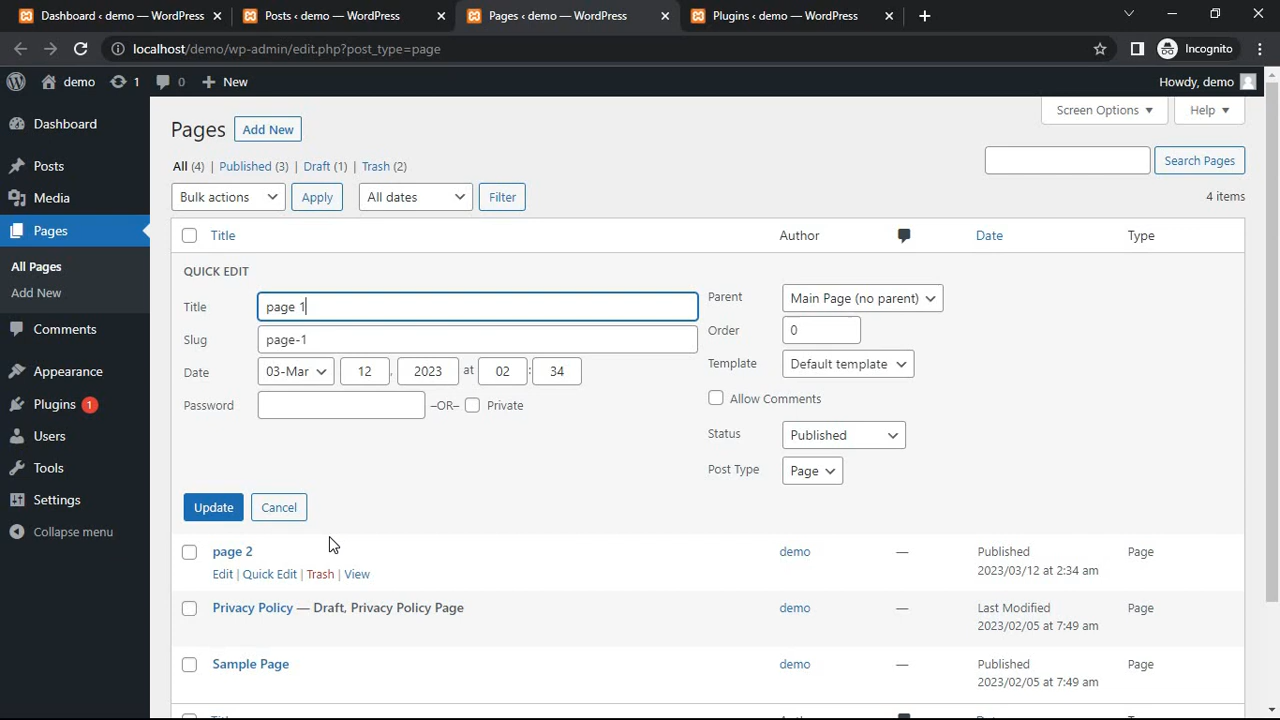 Dashboard ‹ demo — WordPress
Posts ‹ demo — WordPress
Pages ‹ demo — WordPress
Plugins ‹ demo — WordPress
localhost/demo/wp-admin/edit.php?post_type=page
Incognito
demo 1 0 New
Howdy, demo
Dashboard
Posts
Media
Pages
All Pages
Add New
Comments
Appearance
Plugins 1
Users
Tools
Settings
Collapse menu
Screen Options
Help
Pages Add New
All (4) | Published (3) | Draft (1) | Trash (2)
Search Pages
Bulk actions Apply All dates Filter
4 items
Title Author Date Type
QUICK EDIT
Title page 1
Slug page-1
Date 03-Mar 12 , 2023 at 02 : 34
Password –OR– Private
Parent Main Page (no parent)
Order 0
Template Default template
Allow Comments
Status Published
Post Type Page
Update Cancel
page 2 demo — Published Page
2023/03/12 at 2:34 am
Edit | Quick Edit | Trash | View
Privacy Policy — Draft, Privacy Policy Page demo — Last Modified Page
2023/02/05 at 7:49 am
Sample Page demo — Published Page
2023/02/05 at 7:49 am